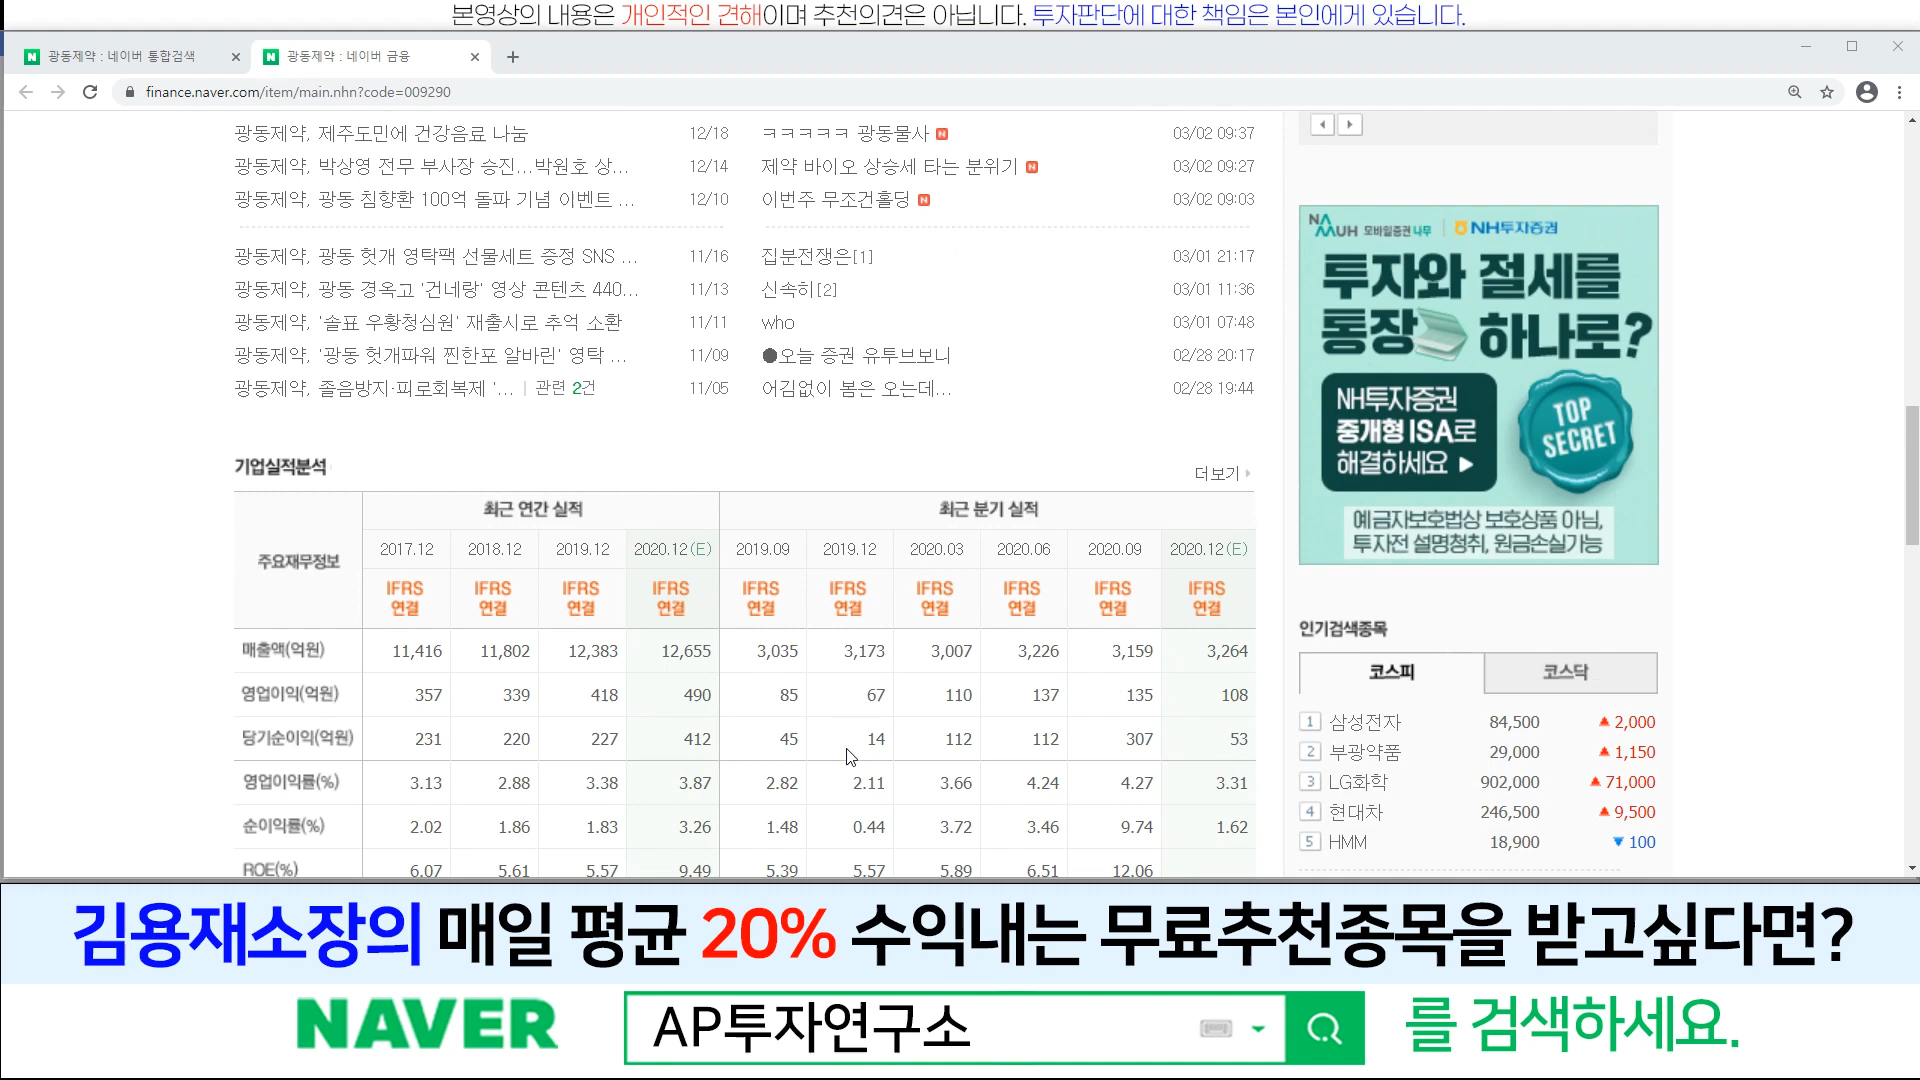 본영상의 내용은 개인적인 견해이며 추천의견은 아닙니다. 투자판단에 대한 책임은 본인에게 있습니다.
광동제약 : 네이버 통합검색
광동제약 : 네이버 금융
finance.naver.com/item/main.nhn?code=009290
광동제약, 제주도민에 건강음료 나눔 12/18
광동제약, 박상영 전무 부사장 승진...박원호 상... 12/14
광동제약, 광동 침향환 100억 돌파 기념 이벤트 ... 12/10
광동제약, 광동 헛개 영탁팩 선물세트 증정 SNS ... 11/16
광동제약, 광동 경옥고 '건네랑' 영상 콘텐츠 440... 11/13
광동제약, '솔표 우황청심원' 재출시로 추억 소환 11/11
광동제약, '광동 헛개파워 찐한포 알바린' 영탁 ... 11/09
광동제약, 졸음방지·피로회복제 '... | 관련 2건 11/05
ㅋㅋㅋㅋㅋ 광동물사 N 03/02 09:37
제약 바이오 상승세 타는 분위기 N 03/02 09:27
이번주 무조건홀딩 N 03/02 09:03
집분전쟁은[1] 03/01 21:17
신속히[2] 03/01 11:36
who 03/01 07:48
●오늘 증권 유투브보니 02/28 20:17
어김없이 봄은 오는데... 02/28 19:44
기업실적분석
더보기
주요재무정보 최근 연간 실적 최근 분기 실적
2017.12 2018.12 2019.12 2020.12(E) 2019.09 2019.12 2020.03 2020.06 2020.09 2020.12(E)
IFRS IFRS IFRS IFRS IFRS IFRS IFRS IFRS IFRS IFRS
연결 연결 연결 연결 연결 연결 연결 연결 연결 연결
매출액(억원) 11,416 11,802 12,383 12,655 3,035 3,173 3,007 3,226 3,159 3,264
영업이익(억원) 357 339 418 490 85 67 110 137 135 108
당기순이익(억원) 231 220 227 412 45 14 112 112 307 53
영업이익률(%) 3.13 2.88 3.38 3.87 2.82 2.11 3.66 4.24 4.27 3.31
순이익률(%) 2.02 1.86 1.83 3.26 1.48 0.44 3.72 3.46 9.74 1.62
ROE(%) 6.07 5.61 5.57 9.49 5.39 5.57 5.89 6.51 12.06
NAMUH 모바일증권 나무 | NH투자증권
투자와 절세를
통장 하나로?
NH투자증권
중개형 ISA로
해결하세요 ▶
TOP
SECRET
예금자보호법상 보호상품 아님,
투자전 설명청취, 원금손실가능
인기검색종목
코스피 코스닥
1 삼성전자 84,500 ▲ 2,000
2 부광약품 29,000 ▲ 1,150
3 LG화학 902,000 ▲ 71,000
4 현대차 246,500 ▲ 9,500
5 HMM 18,900 ▼ 100
김용재소장의 매일 평균 20% 수익내는 무료추천종목을 받고싶다면?
NAVER AP투자연구소 를 검색하세요.